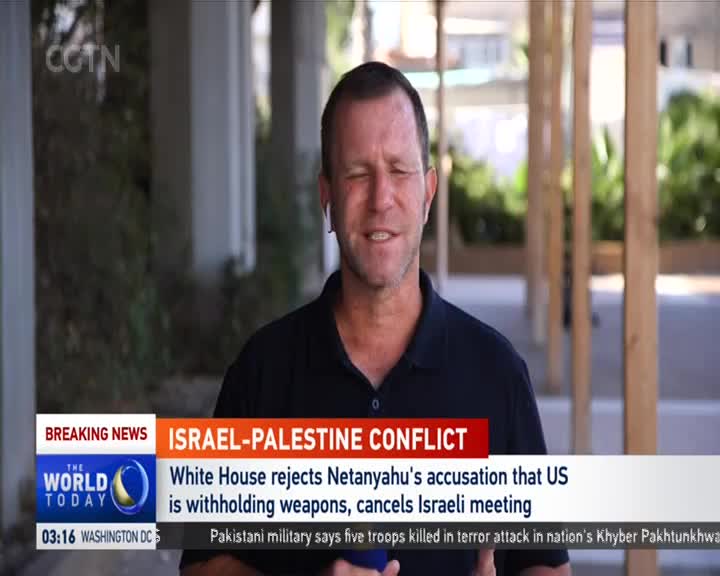 CGTN
BREAKING NEWS
ISRAEL-PALESTINE CONFLICT
THE
WORLD
TODAY
White House rejects Netanyahu's accusation that US
is withholding weapons, cancels Israeli meeting
03:16 WASHINGTON DC
Pakistani military says five troops killed in terror attack in nation's Khyber Pakhtunkhwa